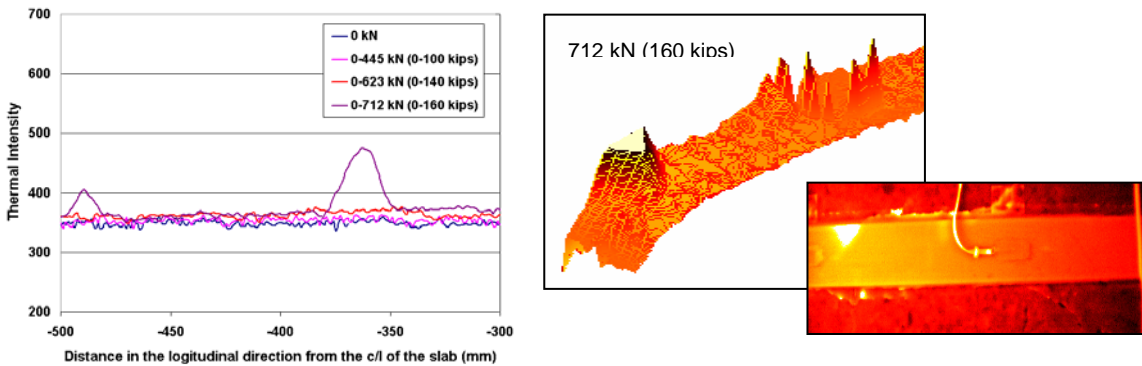 700
600
500
400
300
200
Thermal Intensity
0 kN
0-445 kN (0-100 kips)
0-623 kN (0-140 kips)
0-712 kN (0-160 kips)
-500
-450
-400
-350
-300
Distance in the logitudinal direction from the c/l of the slab (mm)
712 kN (160 kips)